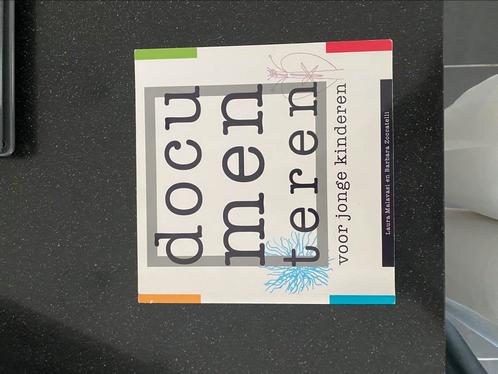 docu
men
teren
voor jonge kinderen
Laura Malavasi en Barbara Zoccatelli